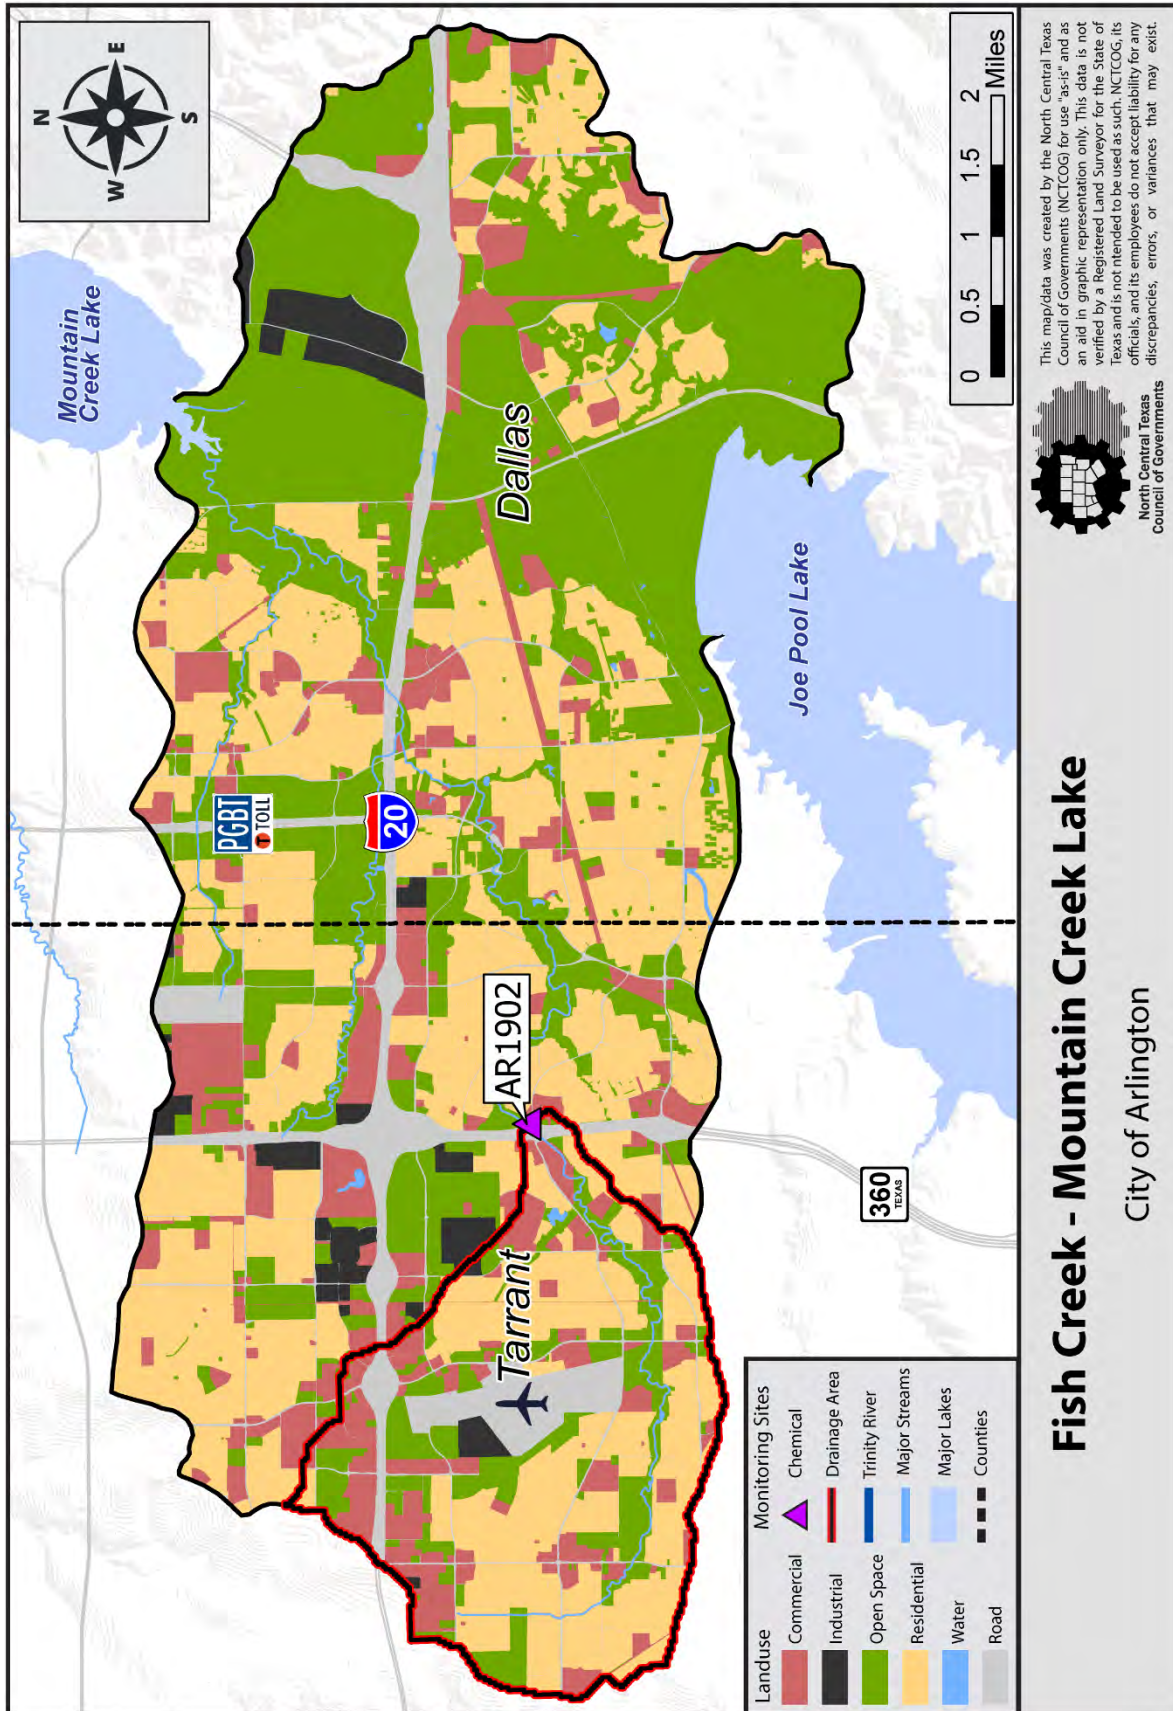 N
W
E
S
Mountain
Creek Lake
PGBT
TOLL
20
Dallas
AR1902
Tarrant
Joe Pool Lake
360
TEXAS
0 0.5 1 1.5 2
Miles
Landuse
Commercial
Industrial
Open Space
Residential
Water
Road
Monitoring Sites
Chemical
Drainage Area
Trinity River
Major Streams
Major Lakes
Counties
Fish Creek - Mountain Creek Lake
City of Arlington
North Central Texas
Council of Governments
This map/data was created by the North Central Texas
Council of Governments (NCTCOG) for use "as-is" and as
an aid in graphic representation only. This data is not
verified by a Registered Land Surveyor for the State of
Texas and is not ntended to be used as such. NCTCOG, its
officials, and its employees do not accept liability for any
discrepancies, errors, or variances that may exist.